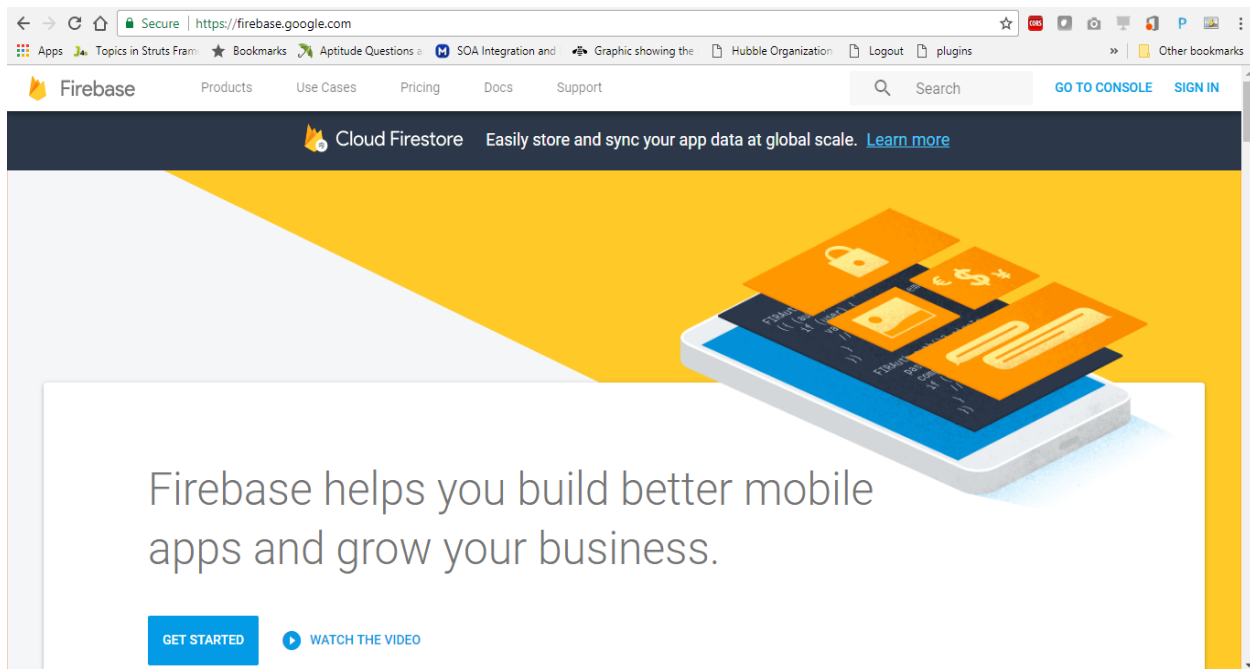 Secure https://firebase.google.com
Apps Topics in Struts Fram Bookmarks Aptitude Questions a SOA Integration and Graphic showing the Hubble Organization Logout plugins » Other bookmarks
Firebase Products Use Cases Pricing Docs Support Search GO TO CONSOLE SIGN IN
Cloud Firestore Easily store and sync your app data at global scale. Learn more
Firebase helps you build better mobile
apps and grow your business.
GET STARTED WATCH THE VIDEO